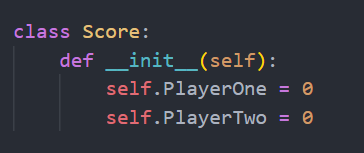 class Score:
    def __init__(self):
        self.PlayerOne = 0
        self.PlayerTwo = 0